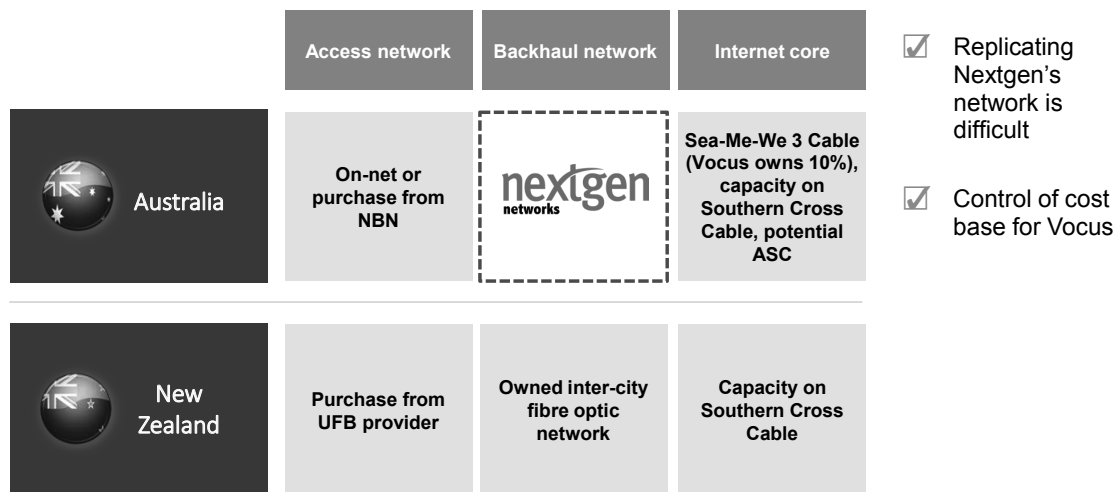 Access network
Backhaul network
Internet core
Australia
On-net or
purchase from
NBN
nextgen
networks
Sea-Me-We 3 Cable
(Vocus owns 10%),
capacity on
Southern Cross
Cable, potential
ASC
New
Zealand
Purchase from
UFB provider
Owned inter-city
fibre optic
network
Capacity on
Southern Cross
Cable
Replicating
Nextgen’s
network is
difficult
Control of cost
base for Vocus